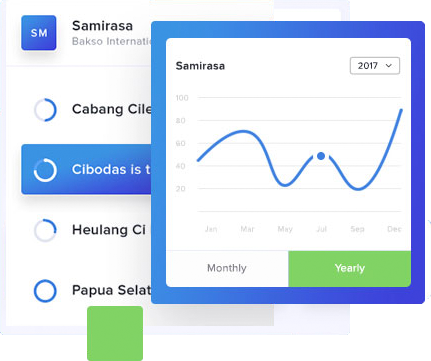 SM
Samirasa
Bakso Internatio
Cabang Cile
Cibodas is t
Heulang Ci
Papua Selat
Samirasa
2017
100
80
60
40
20
Jan Mar May Jul Sep Dec
Monthly
Yearly